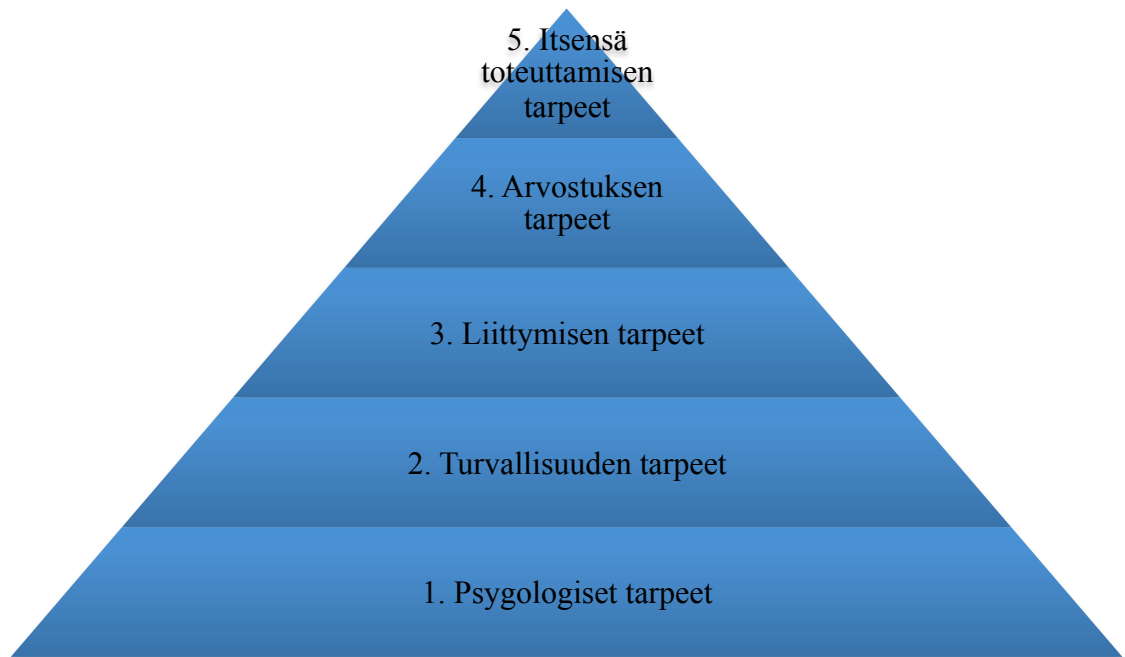 5. Itsensä
toteuttamisen
tarpeet
4. Arvostuksen
tarpeet
3. Liittymisen tarpeet
2. Turvallisuuden tarpeet
1. Psygologiset tarpeet